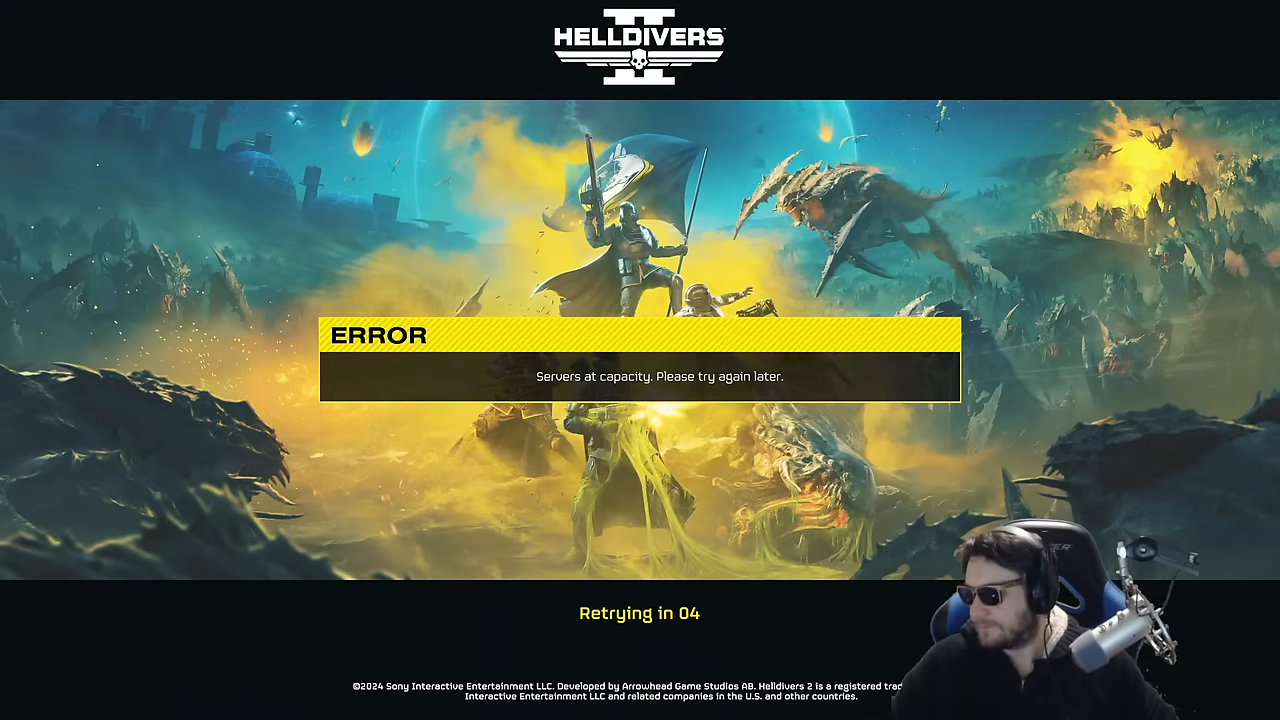 HELLDIVERS
II
ERROR
Servers at capacity. Please try again later.
Retrying in 04
©2024 Sony Interactive Entertainment LLC. Developed by Arrowhead Game Studios AB. Helldivers 2 is a registered
Interactive Entertainment LLC and related companies in the U.S. and other countries.